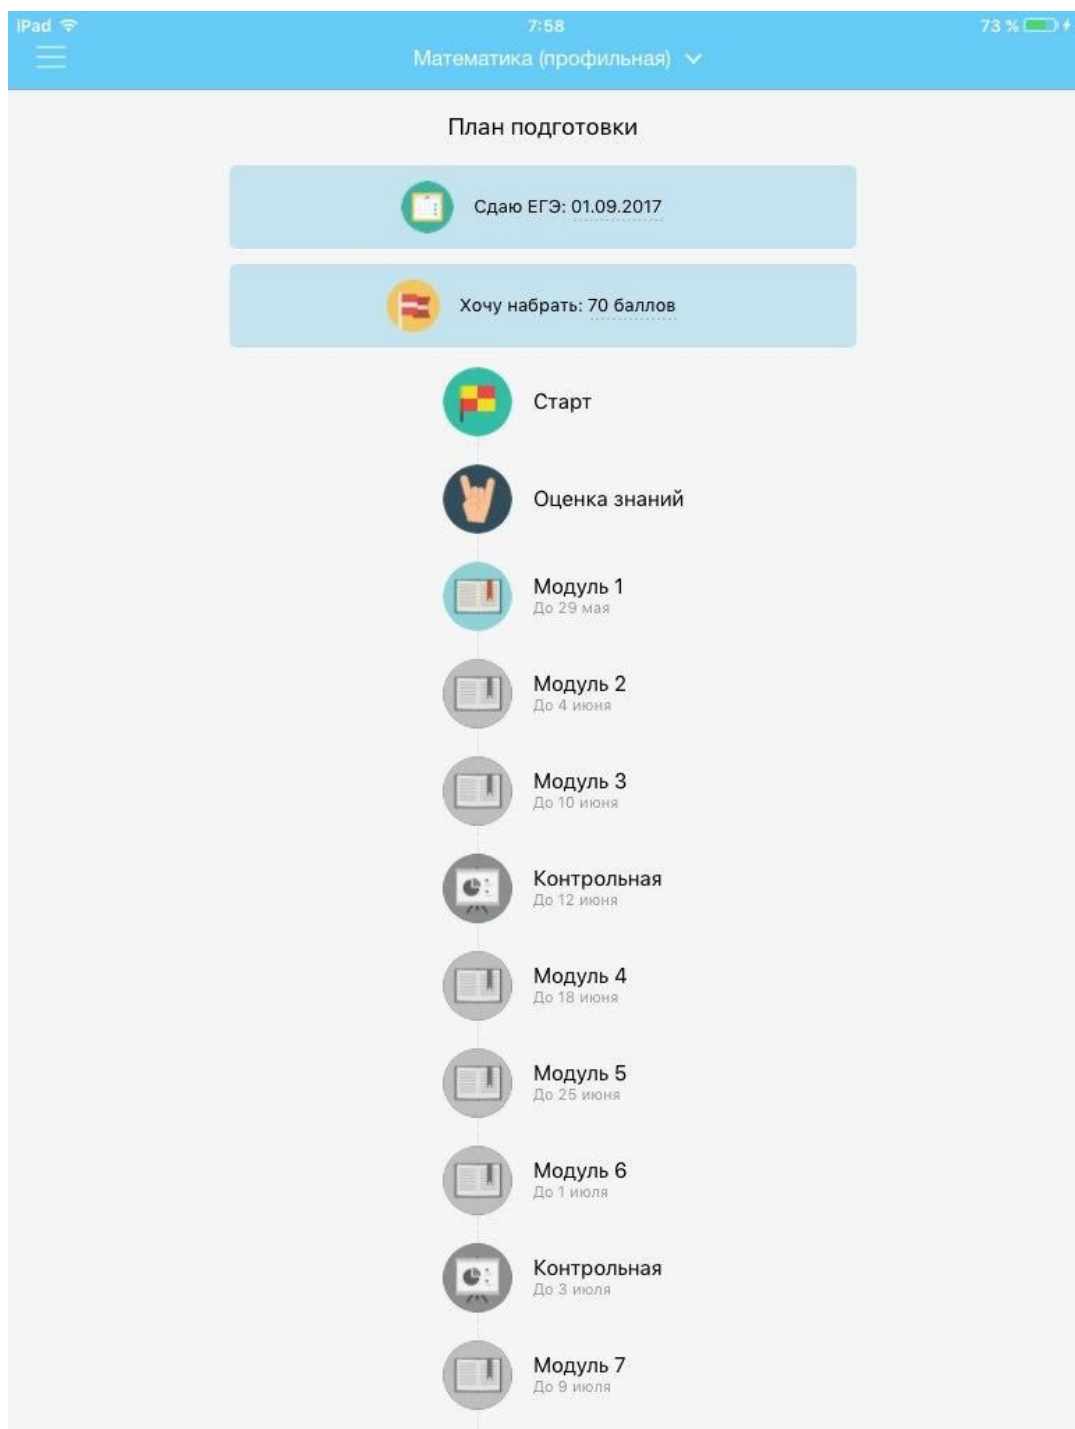 iPad 7:58 73 %
Математика (профильная)
План подготовки
Сдаю ЕГЭ: 01.09.2017
Хочу набрать: 70 баллов
Старт
Оценка знаний
Модуль 1
До 29 мая
Модуль 2
До 4 июня
Модуль 3
До 10 июня
Контрольная
До 12 июня
Модуль 4
До 18 июня
Модуль 5
До 25 июня
Модуль 6
До 1 июля
Контрольная
До 3 июля
Модуль 7
До 9 июля